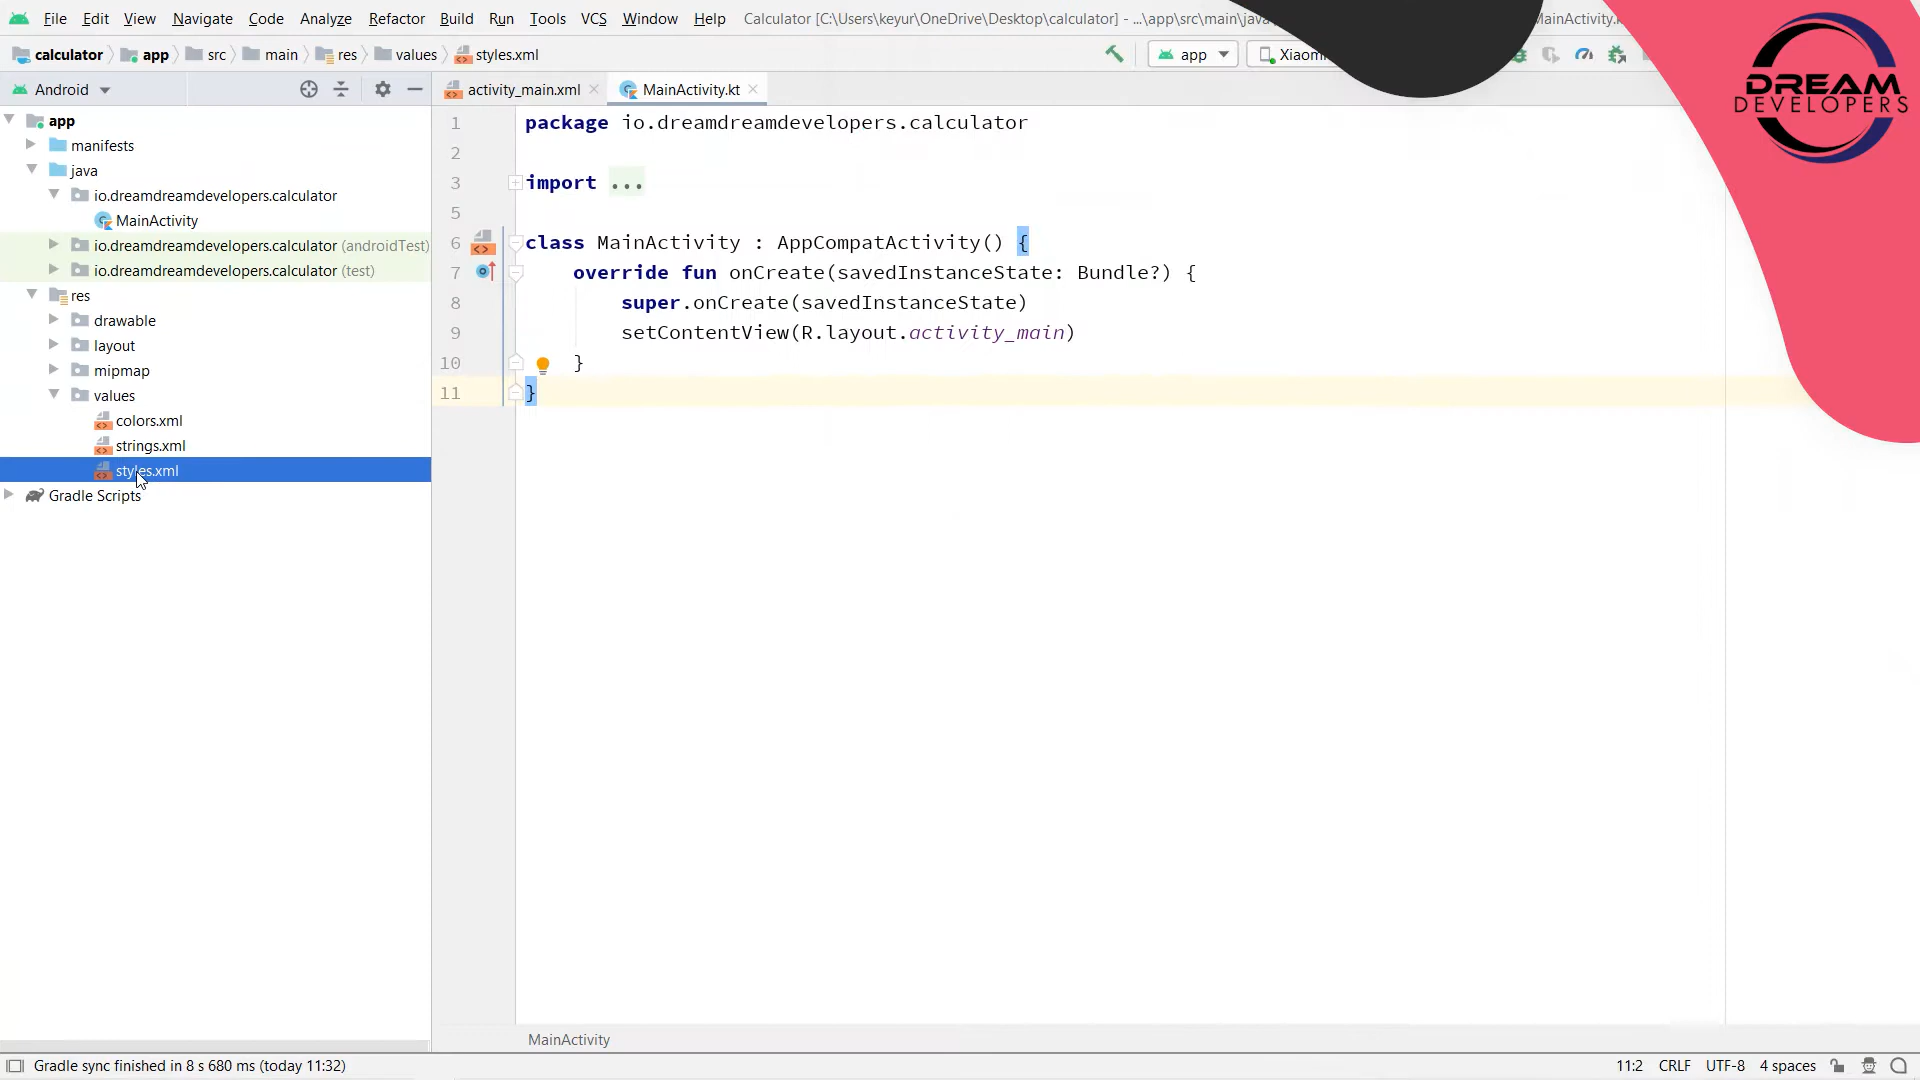 File Edit View Navigate Code Analyze Refactor Build Run Tools VCS Window Help Calculator [C:\Users\keyur\OneDrive\Desktop\calculator] - ...\app\src\main\java\
DREAM
DEVELOPERS
calculator app src main res values styles.xml app
Android activity_main.xml MainActivity.kt
app
manifests
java
io.dreamdreamdevelopers.calculator
MainActivity
io.dreamdreamdevelopers.calculator (androidTest)
io.dreamdreamdevelopers.calculator (test)
res
drawable
layout
mipmap
values
colors.xml
strings.xml
styles.xml
Gradle Scripts
1 package io.dreamdreamdevelopers.calculator
2
3 import ...
5
6 class MainActivity : AppCompatActivity() {
7 override fun onCreate(savedInstanceState: Bundle?) {
8 super.onCreate(savedInstanceState)
9 setContentView(R.layout.activity_main)
10 }
11 }
MainActivity
Gradle sync finished in 8 s 680 ms (today 11:32) 11:2 CRLF UTF-8 4 spaces